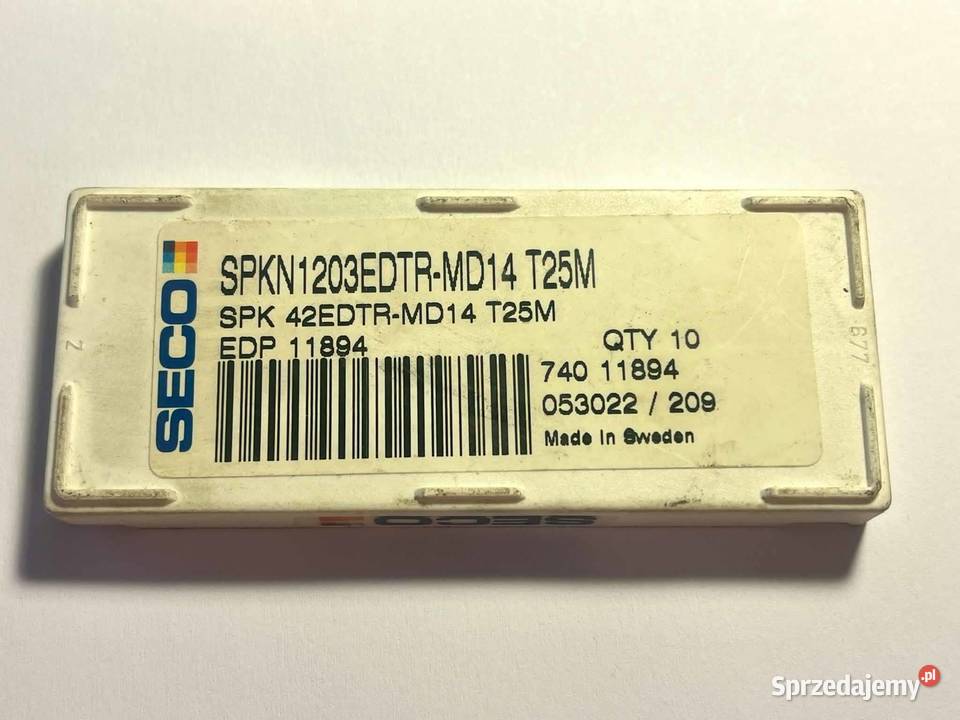 SECO
SPKN1203EDTR-MD14 T25M
SPK 42EDTR-MD14 T25M
EDP 11894
QTY 10
740 11894
053022 / 209
Made In Sweden
Z
677
SECO
Sprzedajemy.pl